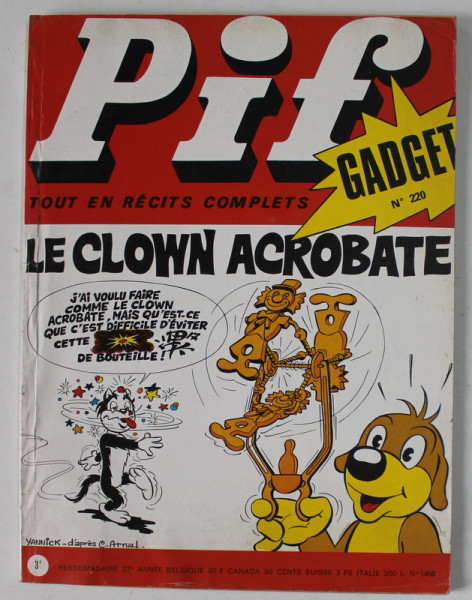 Pif
GADGET
N° 220
TOUT EN RÉCITS COMPLETS
LE CLOWN ACROBATE
J'AI VOULU FAIRE
COMME LE CLOWN
ACROBATE, MAIS QU'EST-CE
QUE C'EST DIFFICILE D'ÉVITER
CETTE
DE BOUTEILLE !
YANNICK - d'après C. Arnal.
3F
HEBDOMADAIRE 27e ANNÉE BELGIQUE 30 F CANADA 80 CENTS SUISSE 3 FS ITALIE 300 L N° 1458